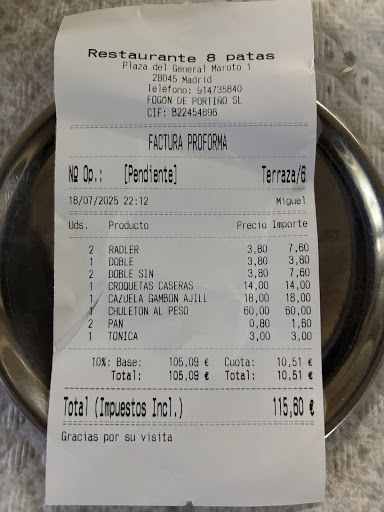 Restaurante 8 patas
Plaza del General Maroto 1
28045 Madrid
Teléfono: 914735840
FOGÓN DE PORTIÑO SL
CIF: B22454696
FACTURA PROFORMA
Nº Op.: [Pendiente] Terraza/6
18/07/2025 22:12 Miguel
Uds. Producto Precio Importe
2 RADLER 3,80 7,60
1 DOBLE 3,80 3,80
2 DOBLE SIN 3,80 7,60
1 CROQUETAS CASERAS 14,00 14,00
1 CAZUELA GAMBON AJILL 18,00 18,00
1 CHULETON AL PESO 60,00 60,00
2 PAN 0,80 1,60
1 TONICA 3,00 3,00
10%: Base: 105,09 € Cuota: 10,51 €
Total: 105,09 € Total: 10,51 €
Total (Impuestos Incl.) 115,60 €
Gracias por su visita